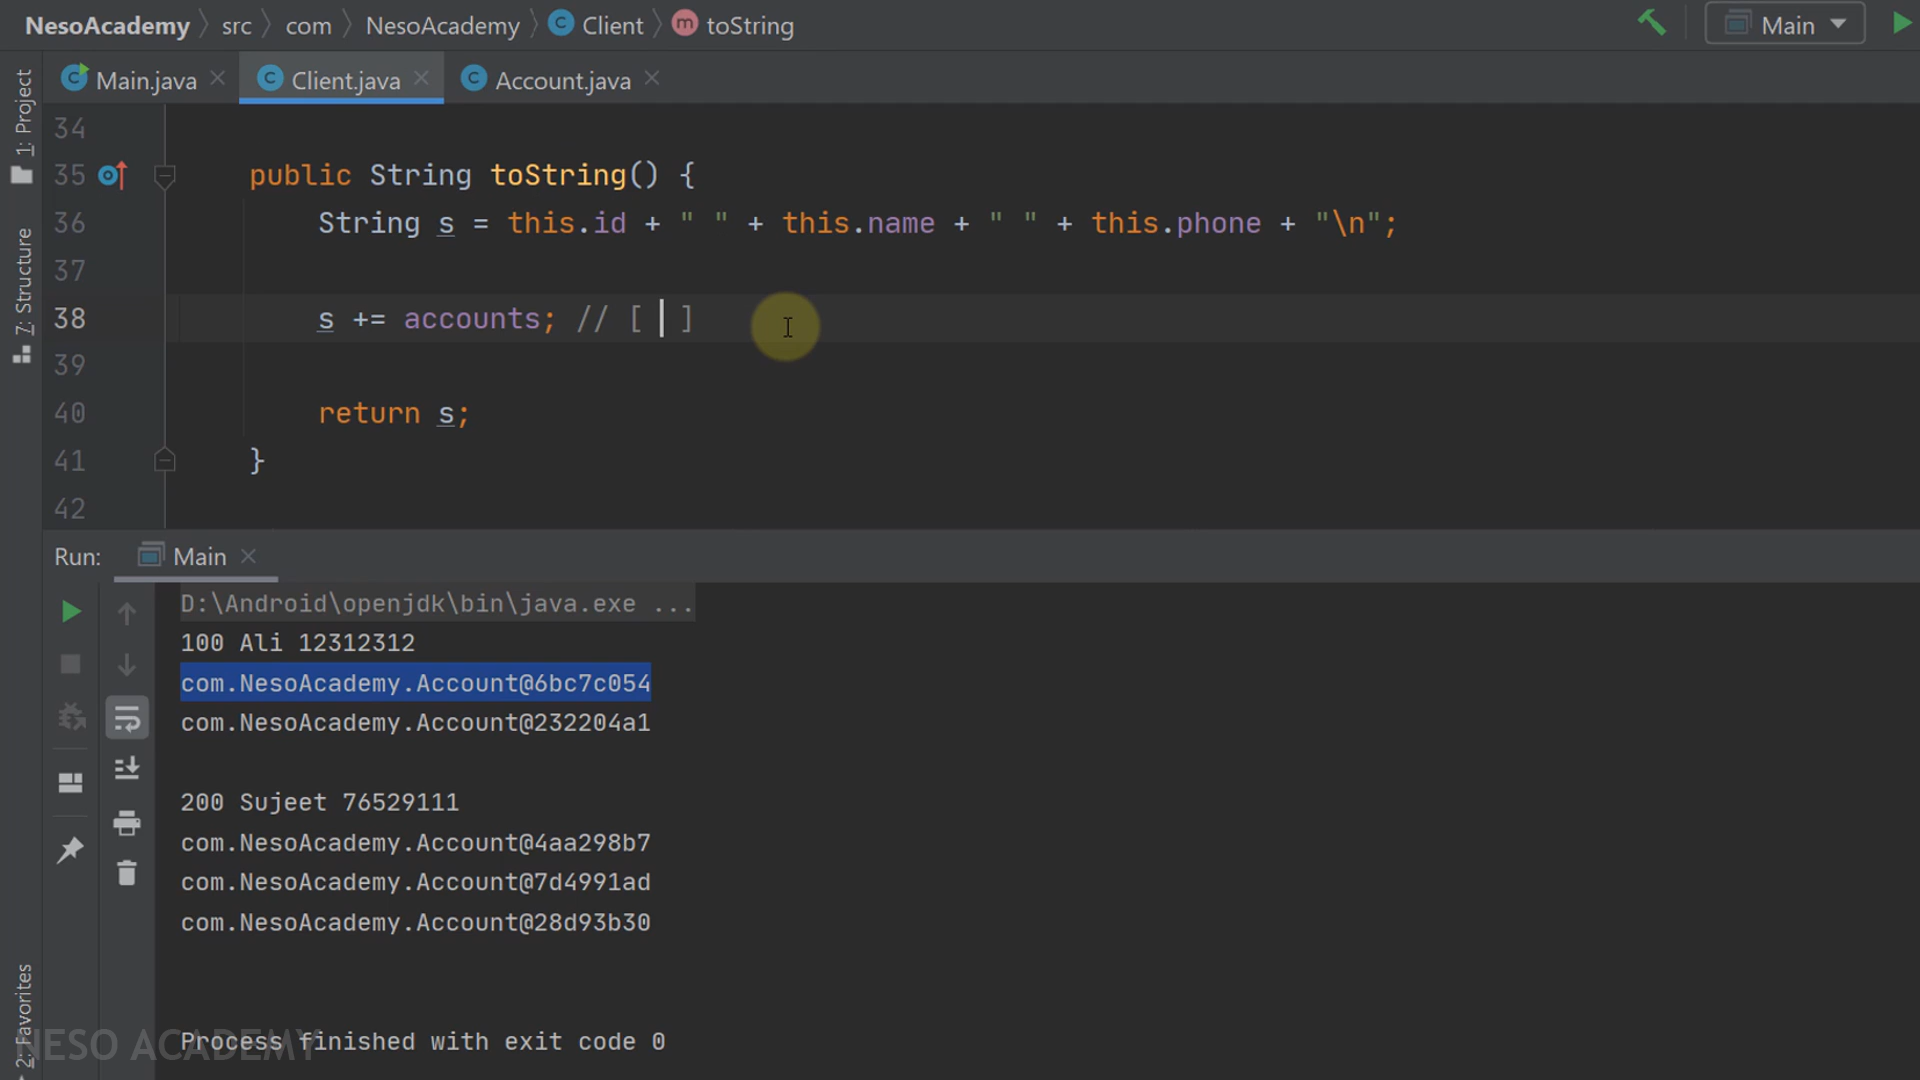 NesoAcademy src com NesoAcademy C Client m toString Main
C Main.java C Client.java C Account.java
1: Project
7: Structure
2: Favorites
34
35 public String toString() {
36 String s = this.id + " " + this.name + " " + this.phone + "\n";
37
38 s += accounts; // [ ]
39
40 return s;
41 }
42
Run: Main
D:\Android\openjdk\bin\java.exe ...
100 Ali 12312312
com.NesoAcademy.Account@6bc7c054
com.NesoAcademy.Account@232204a1
200 Sujeet 76529111
com.NesoAcademy.Account@4aa298b7
com.NesoAcademy.Account@7d4991ad
com.NesoAcademy.Account@28d93b30
Process finished with exit code 0
NESO ACADEMY